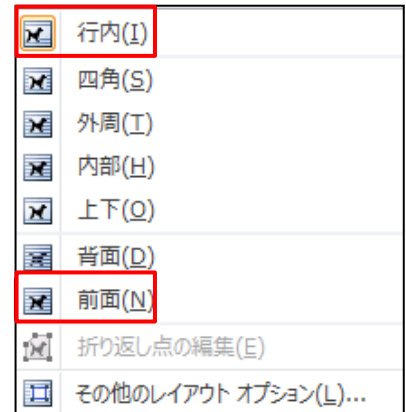 行内(I)
四角(S)
外周(T)
内部(H)
上下(O)
背面(D)
前面(N)
折り返し点の編集(E)
その他のレイアウト オプション(L)...